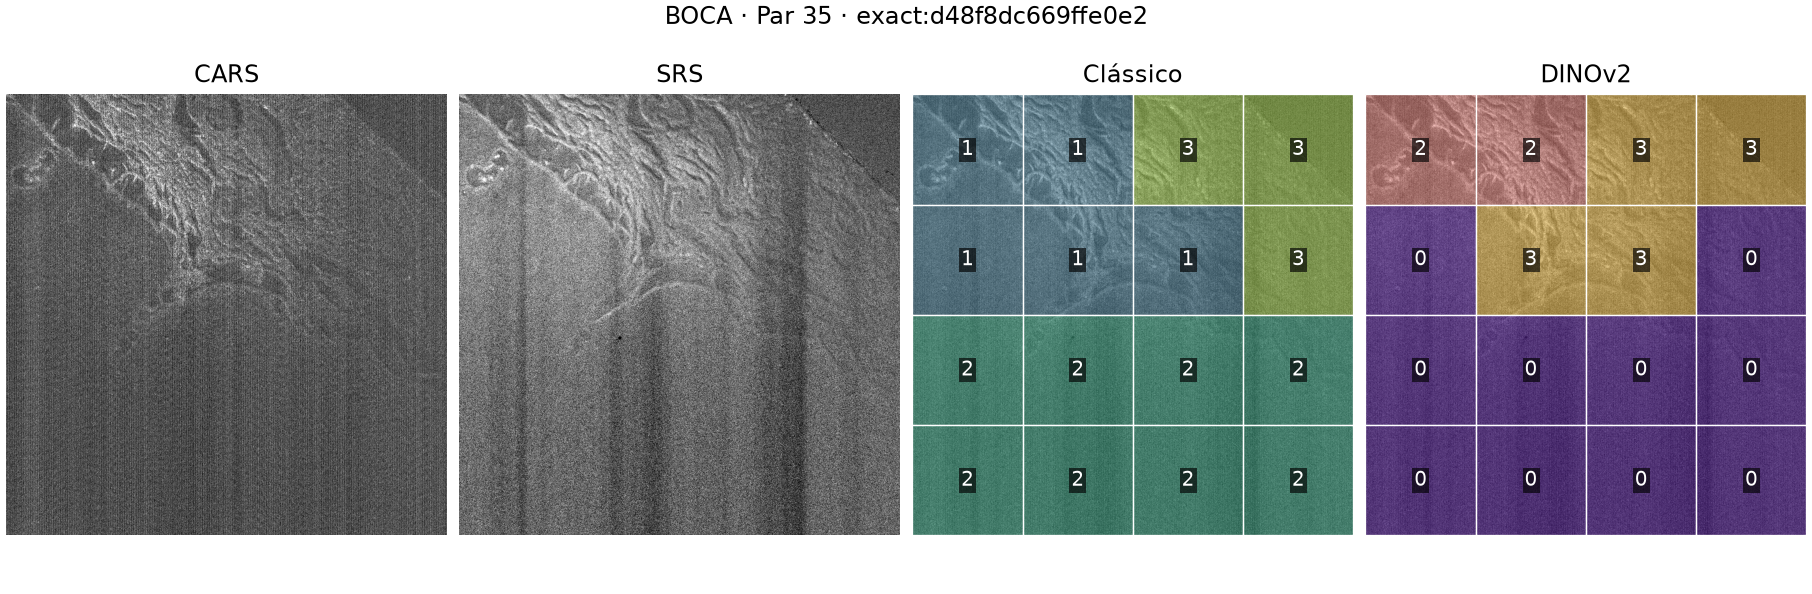 BOCA · Par 35 · exact:d48f8dc669ffe0e2
CARS
SRS
Clássico
DINOv2
1 1 3 3
1 1 1 3
2 2 2 2
2 2 2 2
2 2 3 3
0 3 3 0
0 0 0 0
0 0 0 0